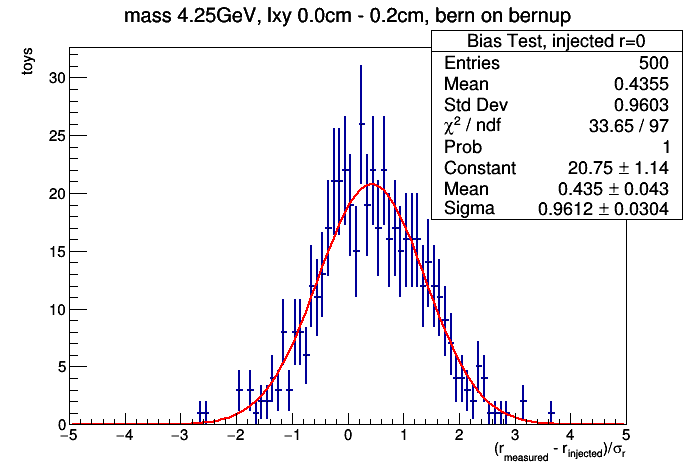 mass 4.25GeV, lxy 0.0cm - 0.2cm, bern on bernup
toys
Bias Test, injected r=0
Entries 500
Mean 0.4355
Std Dev 0.9603
χ² / ndf 33.65 / 97
Prob 1
Constant 20.75 ± 1.14
Mean 0.435 ± 0.043
Sigma 0.9612 ± 0.0304
30
25
20
15
10
5
0
−5 −4 −3 −2 −1 0 1 2 3 4 5
(r_measured - r_injected)/σ_r